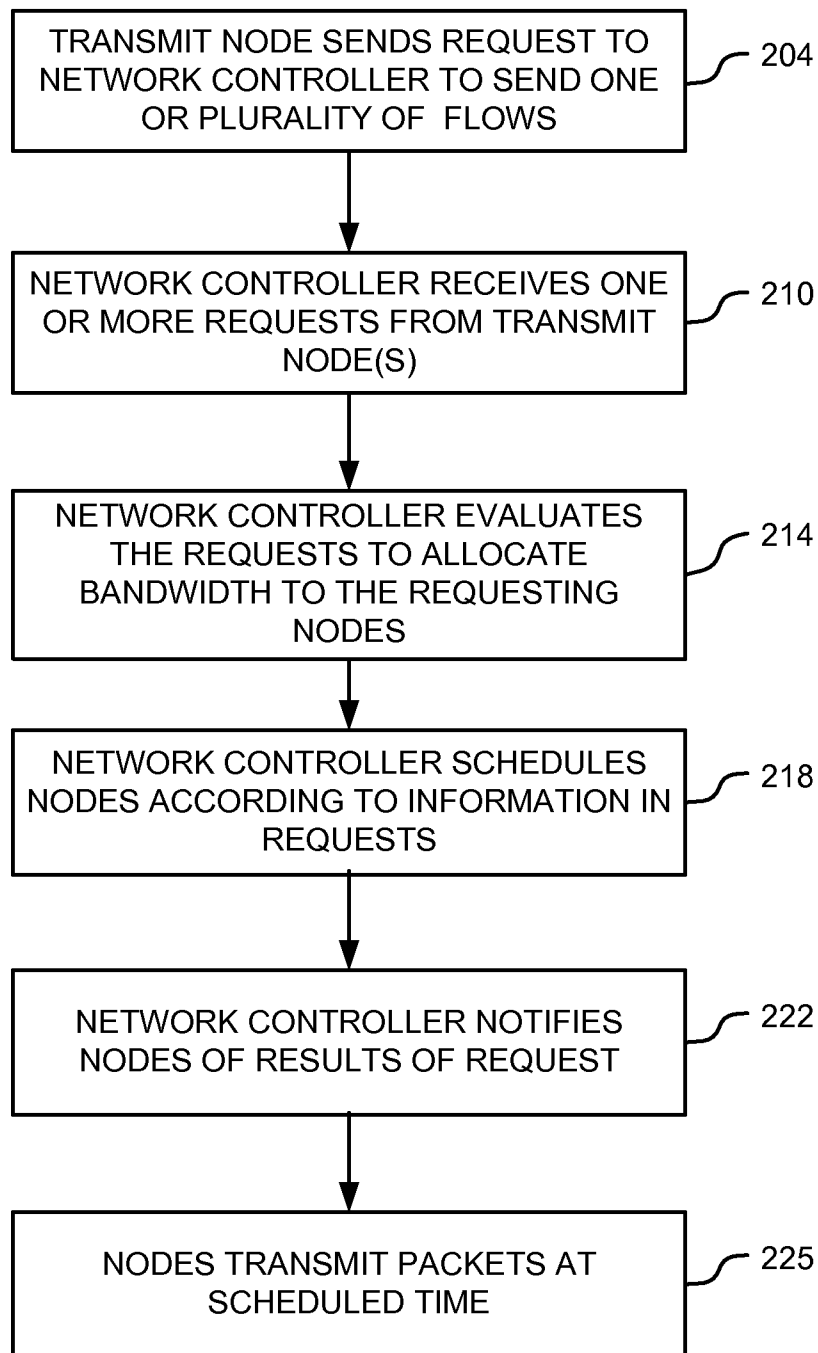 TRANSMIT NODE SENDS REQUEST TO
NETWORK CONTROLLER TO SEND ONE
OR PLURALITY OF FLOWS
204
NETWORK CONTROLLER RECEIVES ONE
OR MORE REQUESTS FROM TRANSMIT
NODE(S)
210
NETWORK CONTROLLER EVALUATES
THE REQUESTS TO ALLOCATE
BANDWIDTH TO THE REQUESTING
NODES
214
NETWORK CONTROLLER SCHEDULES
NODES ACCORDING TO INFORMATION IN
REQUESTS
218
NETWORK CONTROLLER NOTIFIES
NODES OF RESULTS OF REQUEST
222
NODES TRANSMIT PACKETS AT
SCHEDULED TIME
225